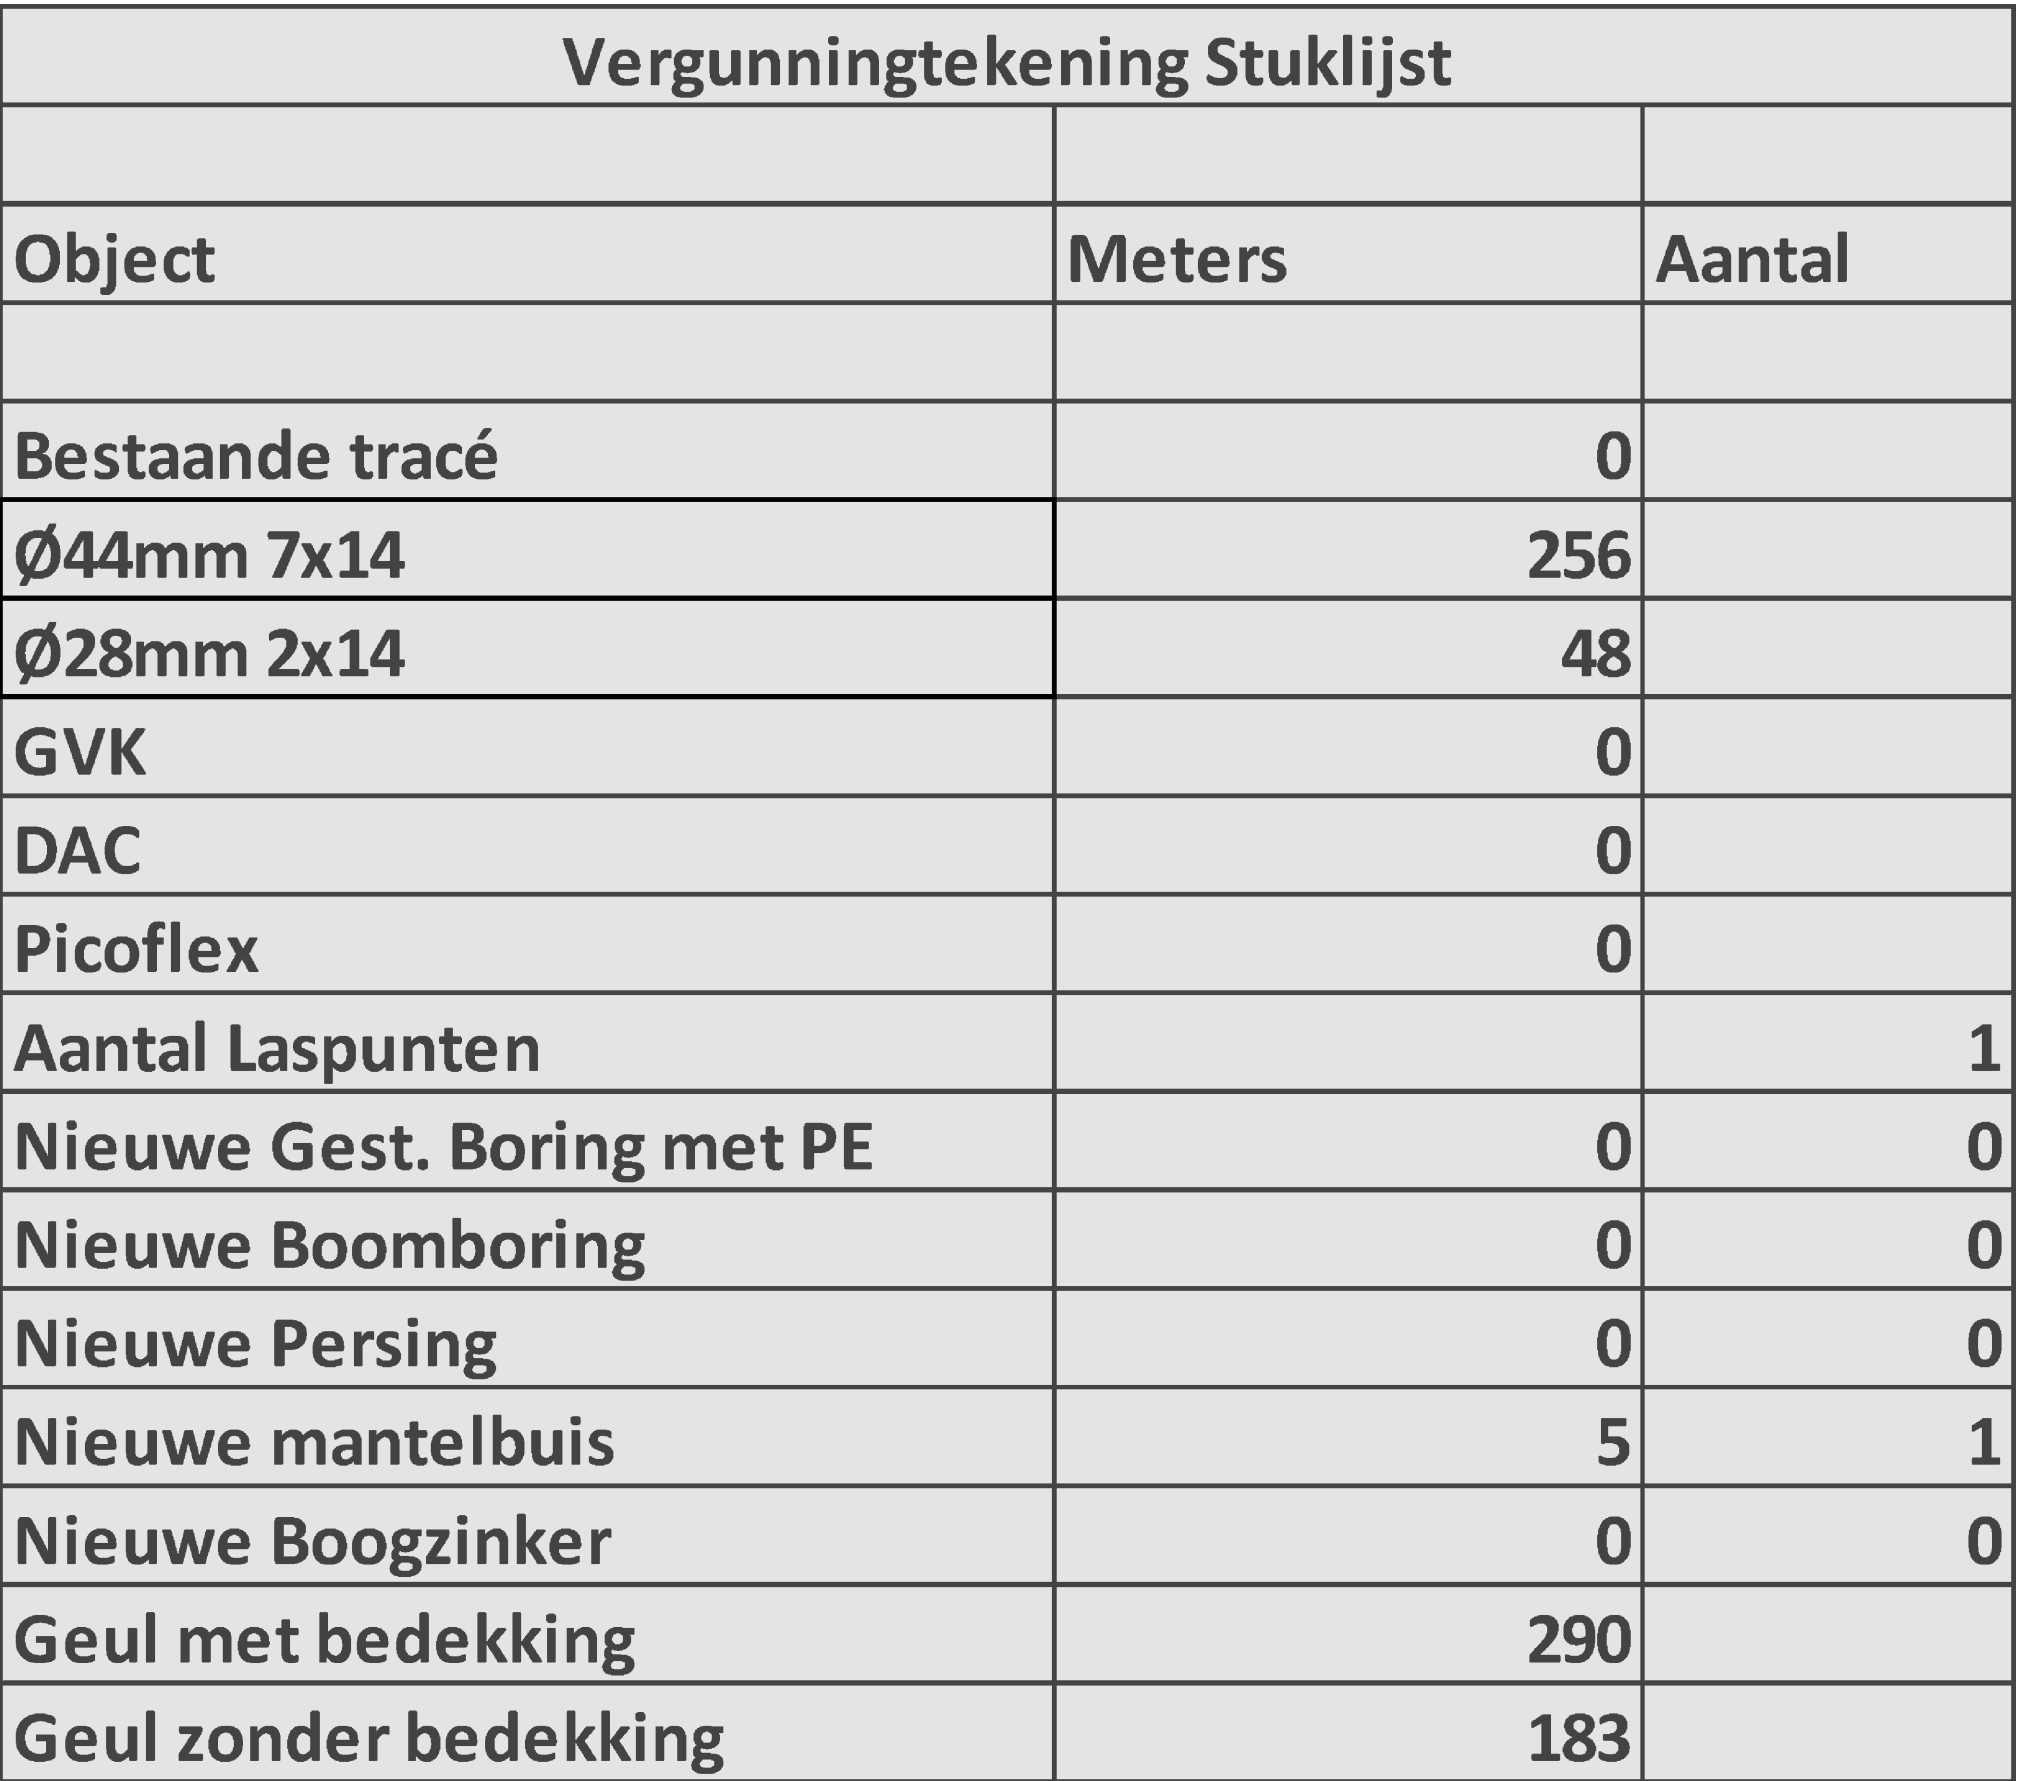 Vergunningtekening Stuklijst
Object Meters Aantal
Bestaande tracé 0
Ø44mm 7x14 256
Ø28mm 2x14 48
GVK 0
DAC 0
Picoflex 0
Aantal Laspunten 1
Nieuwe Gest. Boring met PE 0 0
Nieuwe Boomboring 0 0
Nieuwe Persing 0 0
Nieuwe mantelbuis 5 1
Nieuwe Boogzinker 0 0
Geul met bedekking 290
Geul zonder bedekking 183